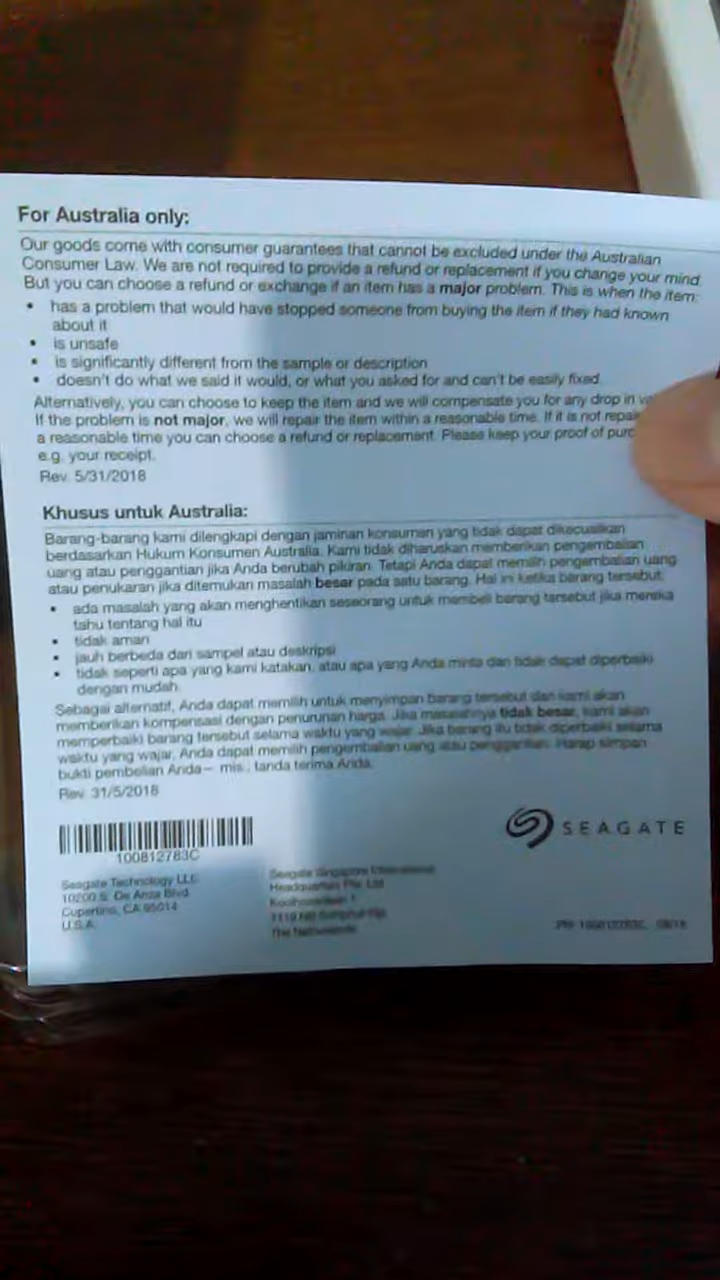 For Australia only:
Our goods come with consumer guarantees that cannot be excluded under the Australian
Consumer Law. We are not required to provide a refund or replacement if you change your mind.
But you can choose a refund or exchange if an item has a major problem. This is when the item:
• has a problem that would have stopped someone from buying the item if they had known
about it
• is unsafe
• is significantly different from the sample or description
• doesn't do what we said it would, or what you asked for and can't be easily fixed.
Alternatively, you can choose to keep the item and we will compensate you for any drop in
If the problem is not major, we will repair the item within a reasonable time. If it is not
a reasonable time you can choose a refund or replacement. Please keep your proof of
e.g. your receipt.
Rev. 5/31/2018
Khusus untuk Australia:
Barang-barang kami dilengkapi dengan jaminan konsumen yang tidak dapat dikecualikan
berdasarkan Hukum Konsumen Australia. Kami tidak diharuskan memberikan pengembalian
uang atau penggantian jika Anda berubah pikiran. Tetapi Anda dapat memilih pengembalian uang
atau penukaran jika ditemukan masalah besar pada satu barang. Hal ini ketika barang tersebut:
• ada masalah yang akan menghentikan seseorang untuk membeli barang tersebut jika mereka
tahu tentang hal itu
• tidak aman
• jauh berbeda dari sampel atau deskripsi
• tidak seperti apa yang kami katakan, atau apa yang Anda minta dan tidak dapat diperbaiki
dengan mudah.
Sebagai alternatif, Anda dapat memilih untuk menyimpan barang tersebut dan kami akan
memberikan kompensasi dengan penurunan harga. Jika masalahnya tidak besar, kami akan
memperbaiki barang tersebut selama waktu yang wajar. Jika barang itu tidak diperbaiki selama
waktu yang wajar, Anda dapat memilih pengembalian uang atau penggantian. Harap simpan
bukti pembelian Anda – mis., tanda terima Anda.
Rev. 31/5/2018
SEAGATE
100812783C
Seagate Technology LLC
10200 S. De Anza Blvd.
Cupertino, CA 95014
U.S.A.
Seagate Singapore International
Headquarters Pte. Ltd.
The Netherlands